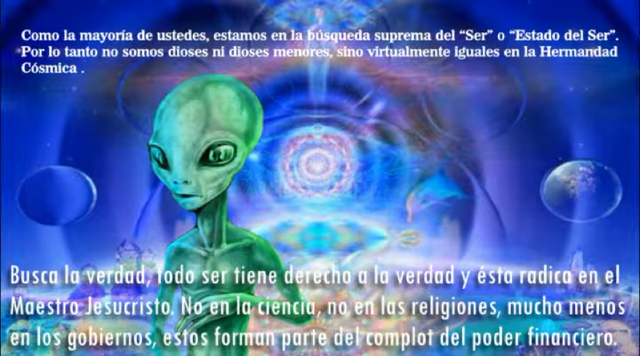 Como la mayoría de ustedes, estamos en la búsqueda suprema del “Ser” o “Estado del Ser”.
Por lo tanto no somos dioses ni dioses menores, sino virtualmente iguales en la Hermandad
Cósmica .
Busca la verdad, todo ser tiene derecho a la verdad y ésta radica en el
Maestro Jesucristo. No en la ciencia, no en las religiones, mucho menos
en los gobiernos, estos forman parte del complot del poder financiero.